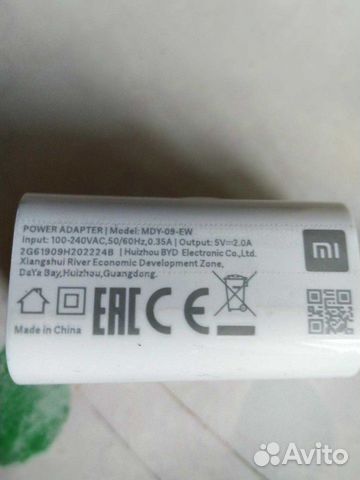 POWER ADAPTER | Model: MDY-09-EW
Input: 100-240VAC,50/60Hz,0.35A | Output: 5V⎓2.0A
2G61909H202224B | Huizhou BYD Electronic Co.,Ltd.
Xiangshui River Economic Development Zone,
DaYa Bay,Huizhou,Guangdong.
mi
EAC CE
Made in China
Avito